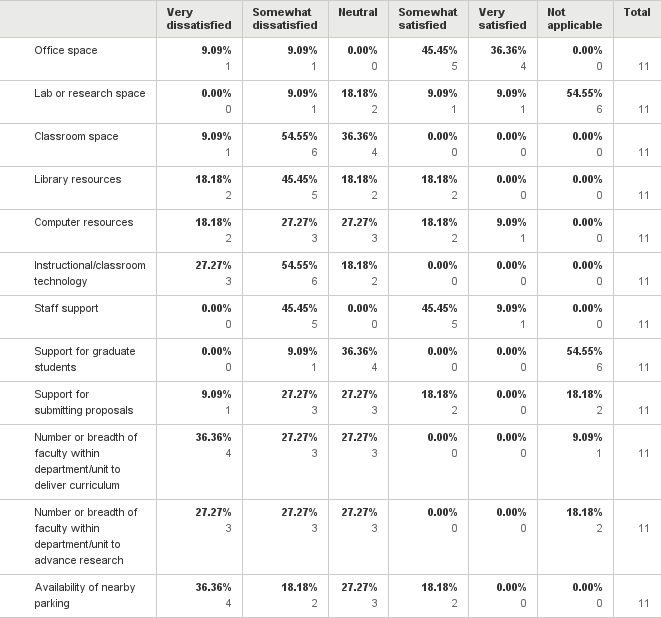 Very dissatisfied Somewhat dissatisfied Neutral Somewhat satisfied Very satisfied Not applicable Total
Office space 9.09% 9.09% 0.00% 45.45% 36.36% 0.00%
1 1 0 5 4 0 11
Lab or research space 0.00% 9.09% 18.18% 9.09% 9.09% 54.55%
0 1 2 1 1 6 11
Classroom space 9.09% 54.55% 36.36% 0.00% 0.00% 0.00%
1 6 4 0 0 0 11
Library resources 18.18% 45.45% 18.18% 18.18% 0.00% 0.00%
2 5 2 2 0 0 11
Computer resources 18.18% 27.27% 27.27% 18.18% 9.09% 0.00%
2 3 3 2 1 0 11
Instructional/classroom 27.27% 54.55% 18.18% 0.00% 0.00% 0.00%
technology 3 6 2 0 0 0 11
Staff support 0.00% 45.45% 0.00% 45.45% 9.09% 0.00%
0 5 0 5 1 0 11
Support for graduate 0.00% 9.09% 36.36% 0.00% 0.00% 54.55%
students 0 1 4 0 0 6 11
Support for 9.09% 27.27% 27.27% 18.18% 0.00% 18.18%
submitting proposals 1 3 3 2 0 2 11
Number or breadth of 36.36% 27.27% 27.27% 0.00% 0.00% 9.09%
faculty within 4 3 3 0 0 1 11
department/unit to
deliver curriculum
Number or breadth of 27.27% 27.27% 27.27% 0.00% 0.00% 18.18%
faculty within 3 3 3 0 0 2 11
department/unit to
advance research
Availability of nearby 36.36% 18.18% 27.27% 18.18% 0.00% 0.00%
parking 4 2 3 2 0 0 11